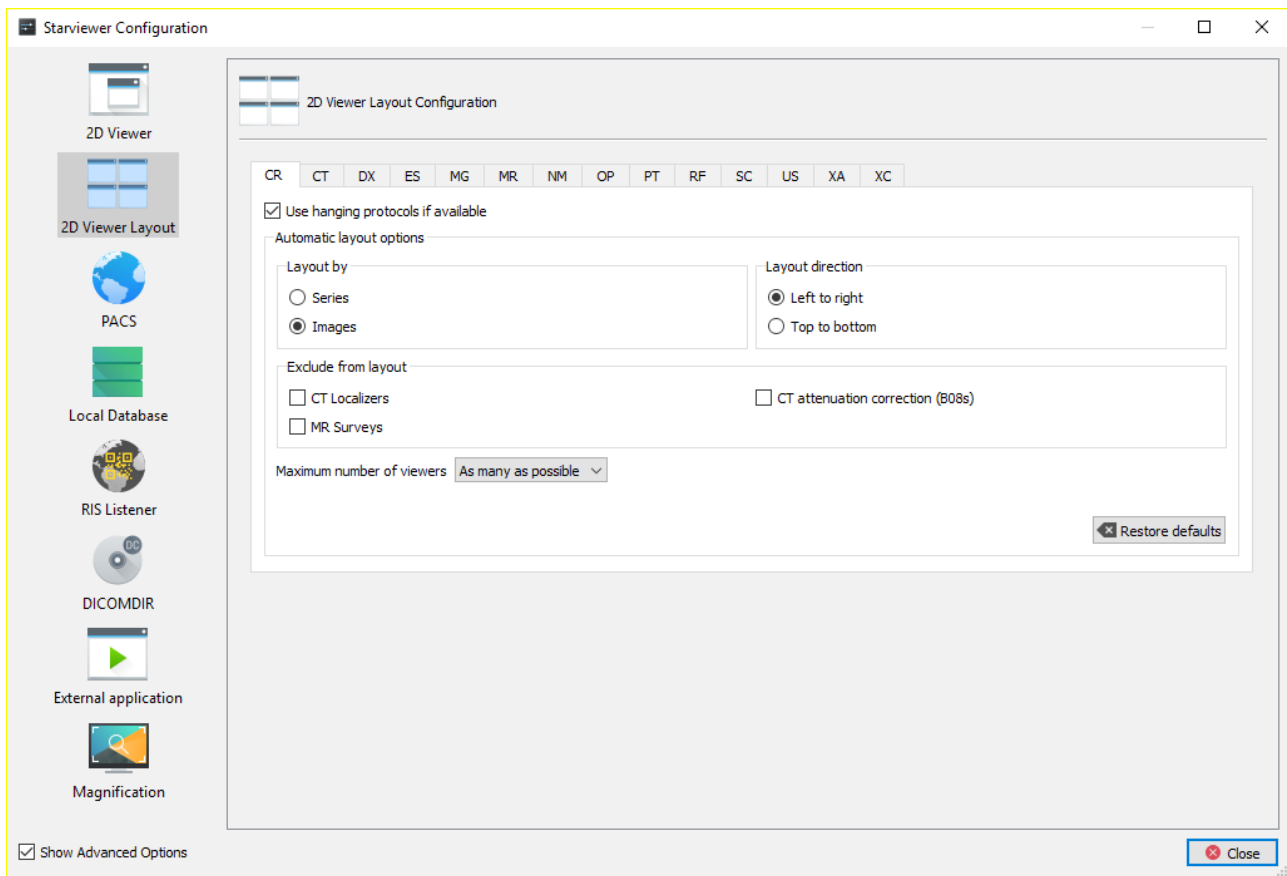 Starviewer Configuration
2D Viewer
2D Viewer Layout
PACS
Local Database
RIS Listener
DC
DICOMDIR
External application
Magnification
2D Viewer Layout Configuration
CR CT DX ES MG MR NM OP PT RF SC US XA XC
Use hanging protocols if available
Automatic layout options
Layout by
Series
Images
Layout direction
Left to right
Top to bottom
Exclude from layout
CT Localizers
CT attenuation correction (B08s)
MR Surveys
Maximum number of viewers As many as possible
Restore defaults
Show Advanced Options
Close